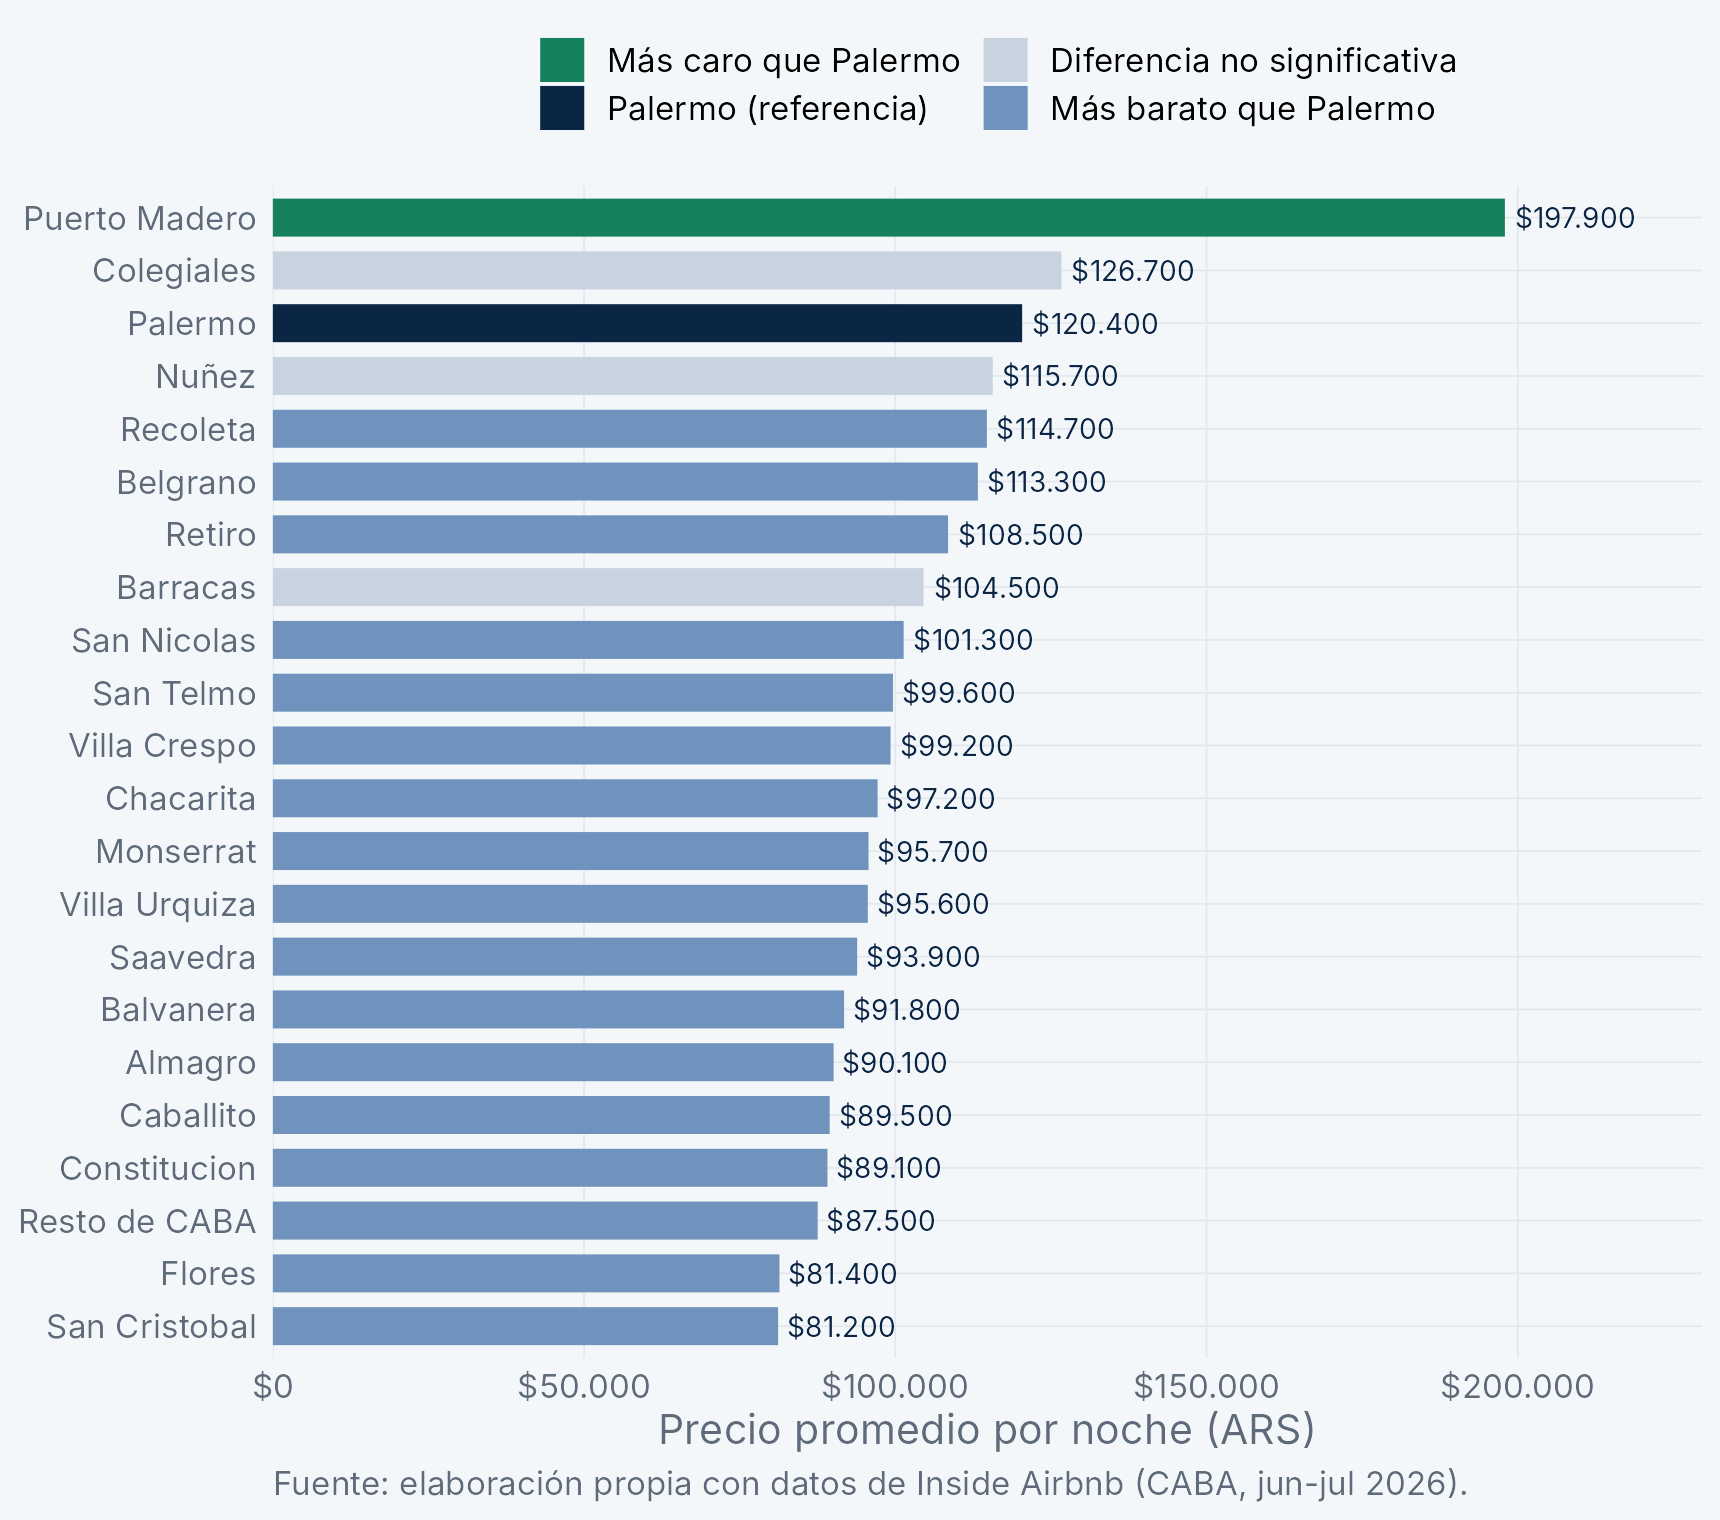 Más caro que Palermo
Diferencia no significativa
Palermo (referencia)
Más barato que Palermo
Puerto Madero $197.900
Colegiales $126.700
Palermo $120.400
Nuñez $115.700
Recoleta $114.700
Belgrano $113.300
Retiro $108.500
Barracas $104.500
San Nicolas $101.300
San Telmo $99.600
Villa Crespo $99.200
Chacarita $97.200
Monserrat $95.700
Villa Urquiza $95.600
Saavedra $93.900
Balvanera $91.800
Almagro $90.100
Caballito $89.500
Constitucion $89.100
Resto de CABA $87.500
Flores $81.400
San Cristobal $81.200
$0 $50.000 $100.000 $150.000 $200.000
Precio promedio por noche (ARS)
Fuente: elaboración propia con datos de Inside Airbnb (CABA, jun-jul 2026).